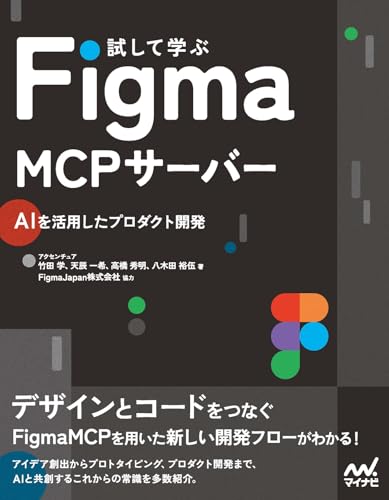 試して学ぶ
Figma
MCPサーバー
AIを活用したプロダクト開発
アクセンチュア
竹田 学、天辰 一希、高橋 秀明、八木田 裕伍 著
FigmaJapan株式会社 協力
デザインとコードをつなぐ
FigmaMCPを用いた新しい開発フローがわかる！
アイデア創出からプロトタイピング、プロダクト開発まで、
AIと共創するこれからの常識を多数紹介。
マイナビ